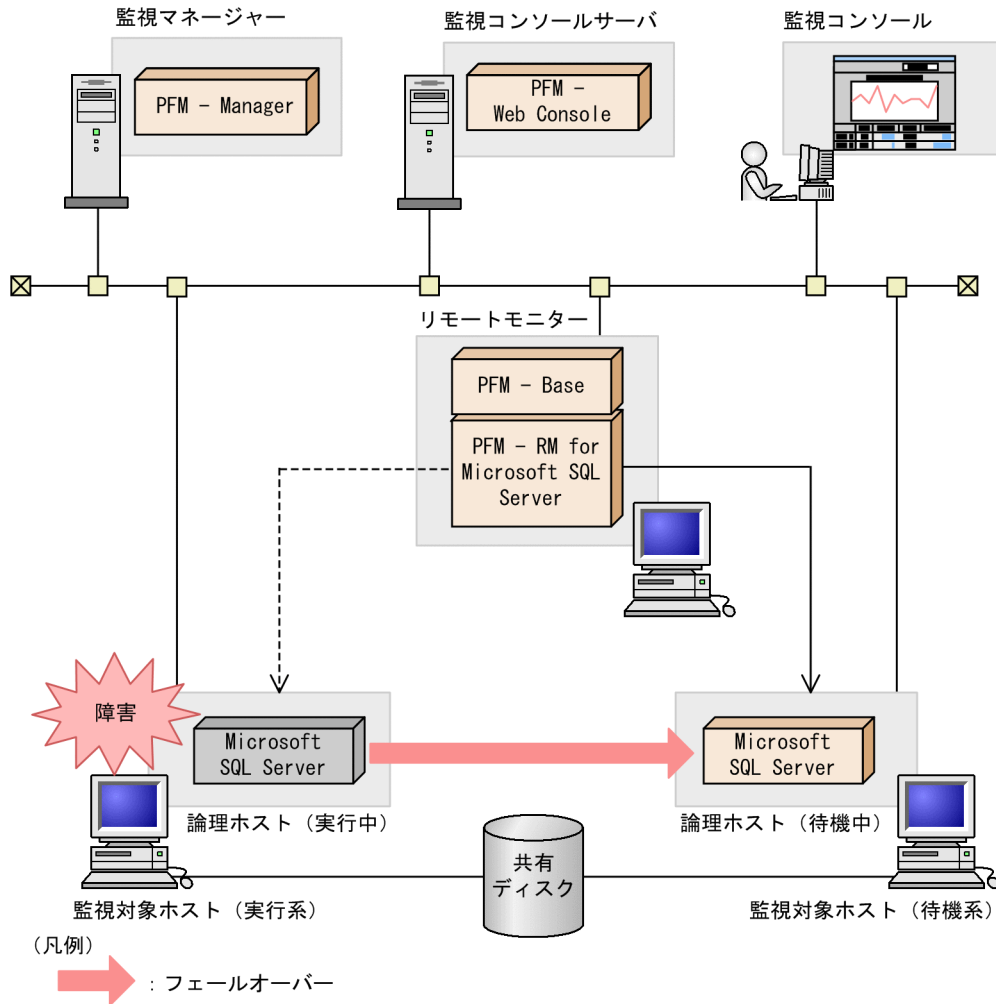 監視マネージャー
監視コンソールサーバ
監視コンソール
PFM － Manager
PFM －
Web Console
リモートモニター
PFM － Base
PFM － RM for
Microsoft SQL
Server
障害
Microsoft
SQL Server
Microsoft
SQL Server
論理ホスト（実行中）
論理ホスト（待機中）
共有
ディスク
監視対象ホスト（実行系）
監視対象ホスト（待機系）
（凡例）
：フェールオーバー